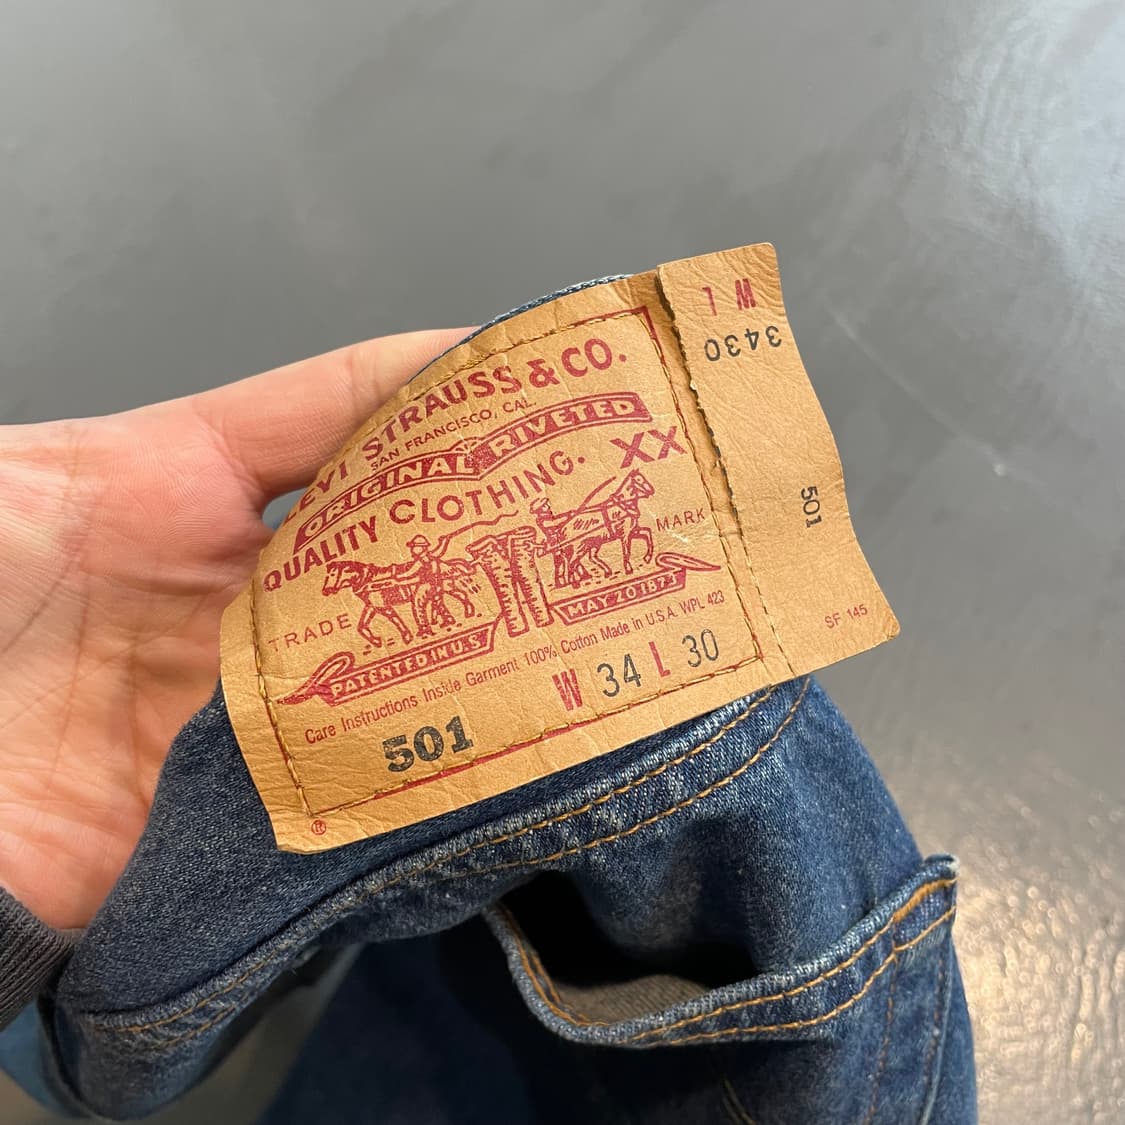 LEVI STRAUSS & CO.
SAN FRANCISCO, CAL.
ORIGINAL RIVETED
QUALITY CLOTHING. XX
TRADE MARK
PATENTED IN U.S. MAY 20 1873
Care Instructions Inside Garment 100% Cotton Made in U.S.A. WPL 423
501 W 34 L 30
®
W L
3430
501
SF 145